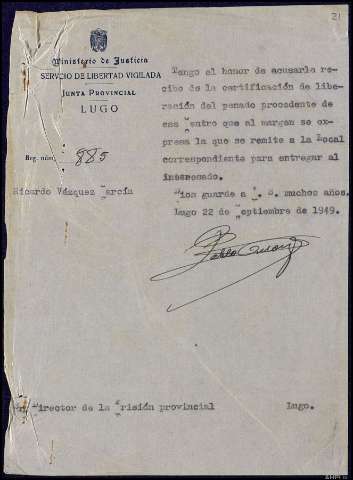 21
Ministerio de Justicia
SERVICIO DE LIBERTAD VIGILADA
JUNTA PROVINCIAL
LUGO
Reg. núm. 885
Ricardo Vázquez García
Tengo el honor de acusarle re-
cibo de la certificación de libe-
ración del penado procedente de
ese Centro que al margen se ex-
presa la que se remite a la Local
correspondiente para entregar al
interesado.
Dios guarde a V. S. muchos años.
Lugo 22 de Septiembre de 1949.
Director de la Prisión provincial Lugo.